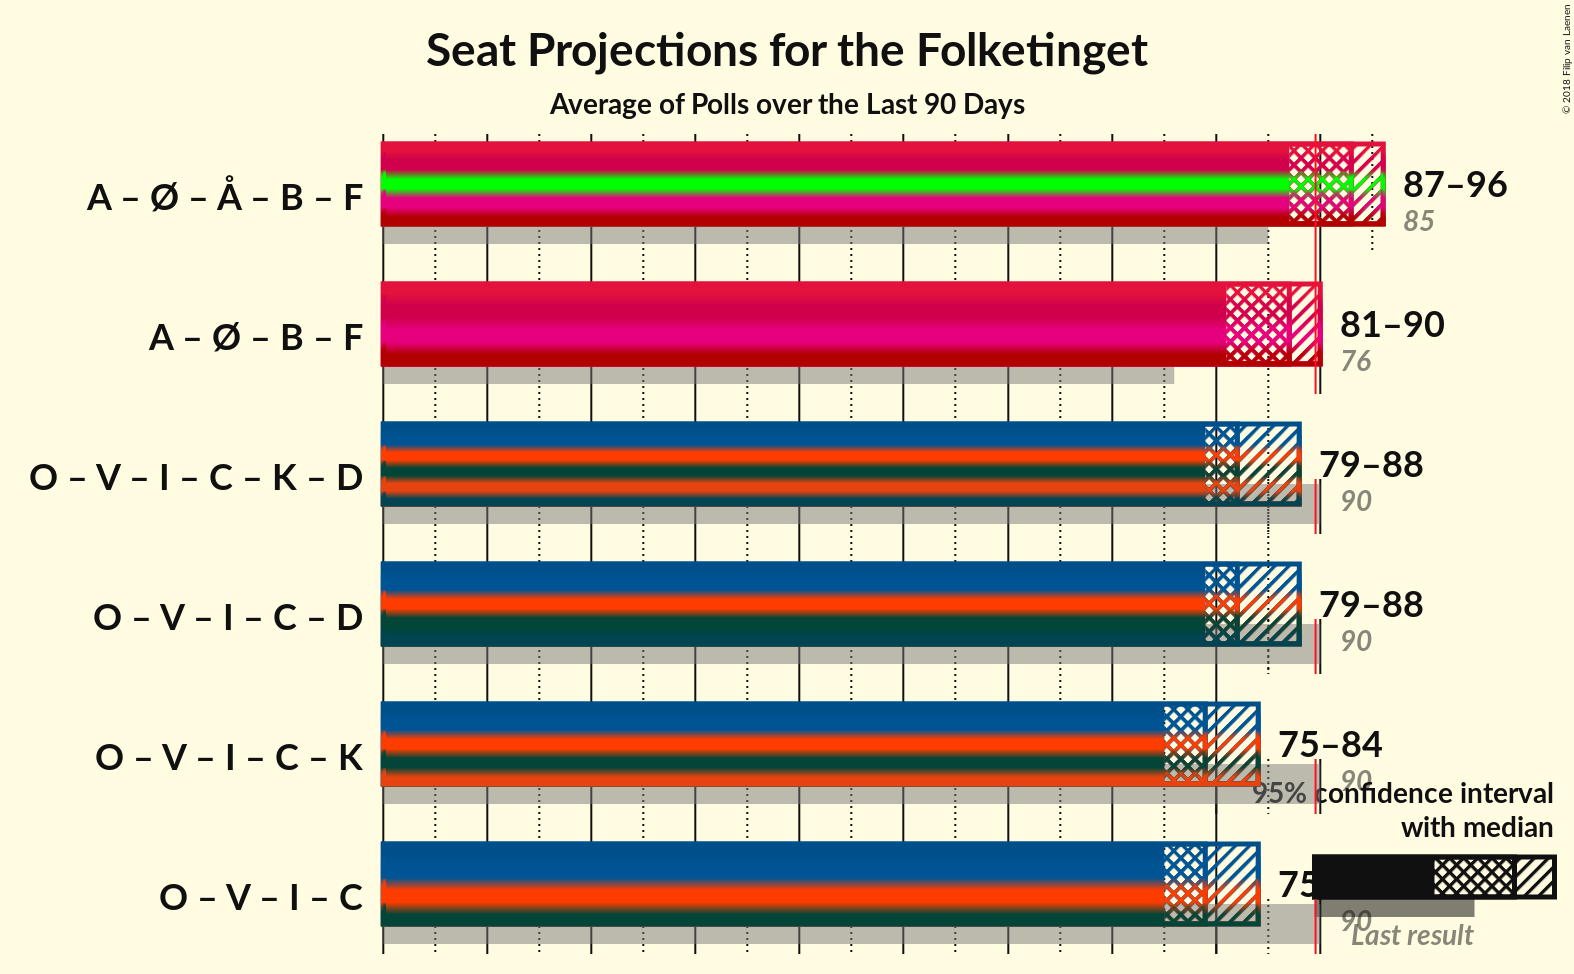 Seat Projections for the Folketinget
Average of Polls over the Last 90 Days
© 2018 Filip van Laenen
A – Ø – Å – B – F
87–96
85
A – Ø – B – F
81–90
76
O – V – I – C – K – D
79–88
90
O – V – I – C – D
79–88
90
O – V – I – C – K
75–84
90
95% confidence interval
with median
O – V – I – C
75
90
Last result